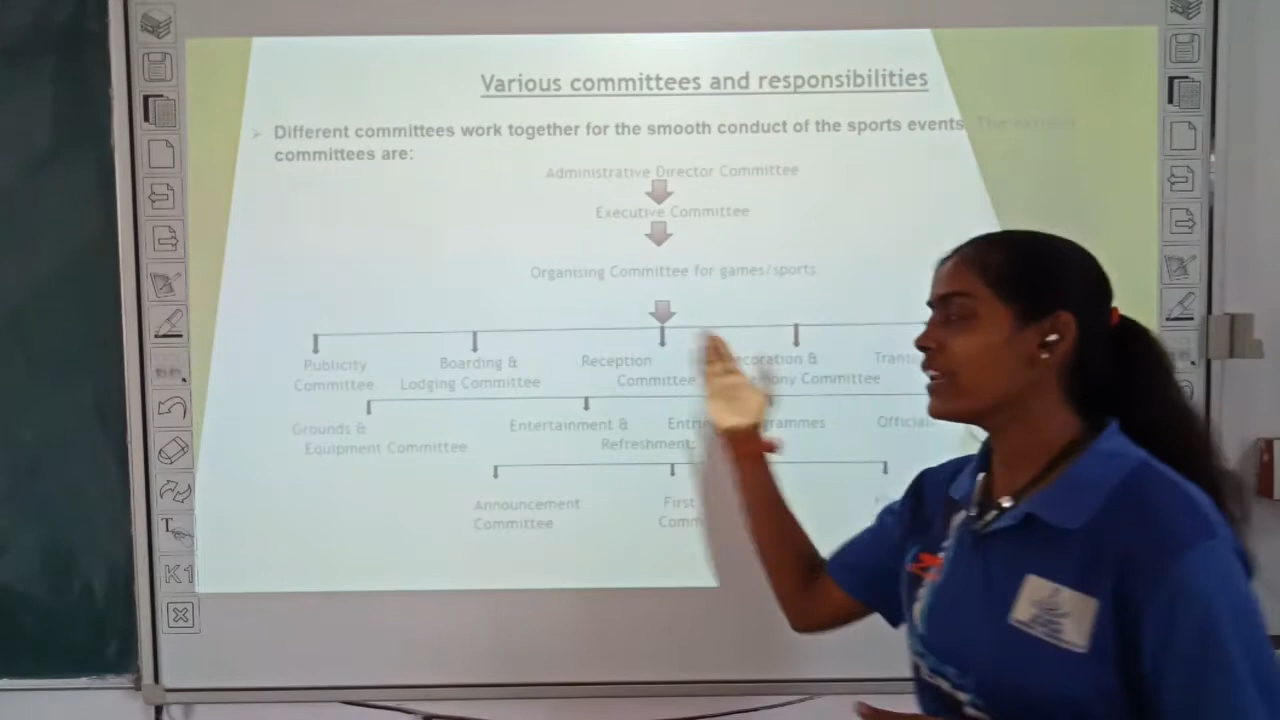 Various committees and responsibilities
Different committees work together for the smooth conduct of the sports events. The
committees are:
Administrative Director Committee
Executive Committee
Organising Committee for games/sports
Publicity Committee
Boarding & Lodging Committee
Reception Committee
& Committee
Grounds & Equipment Committee
Entertainment & Refreshment
Announcement Committee
First
K1